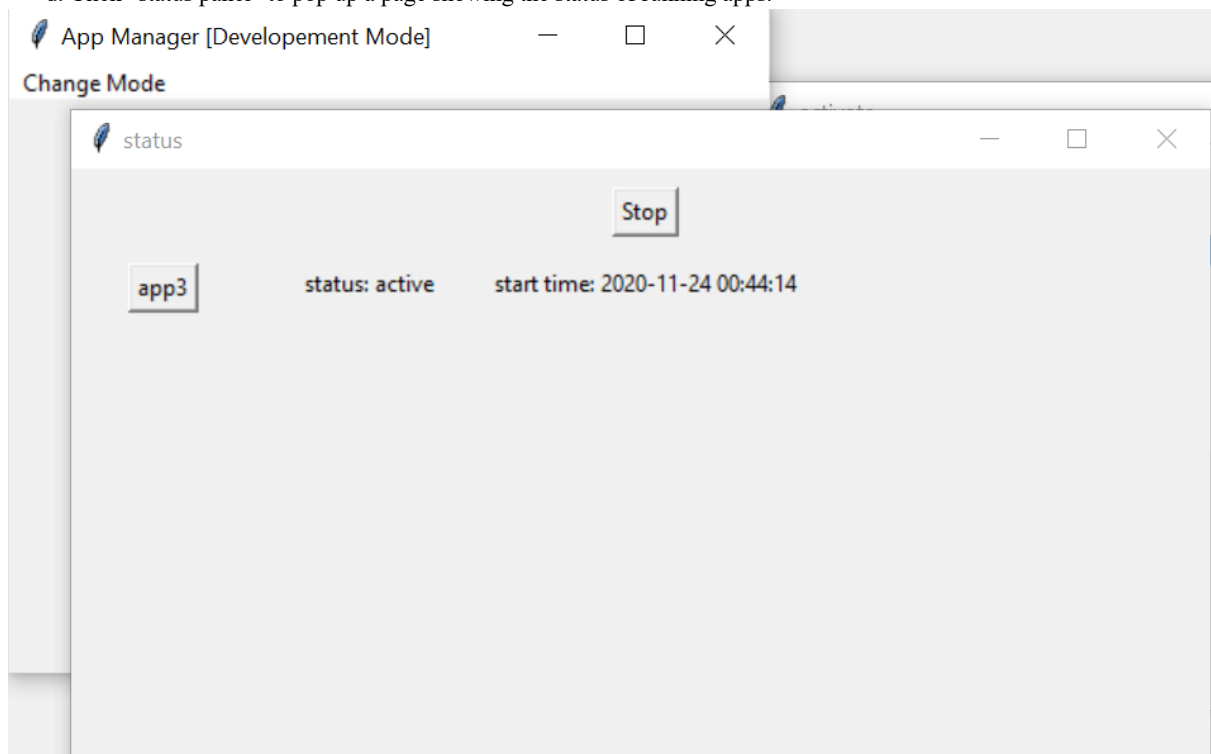 App Manager [Developement Mode]
Change Mode
status
Stop
app3
status: active
start time: 2020-11-24 00:44:14